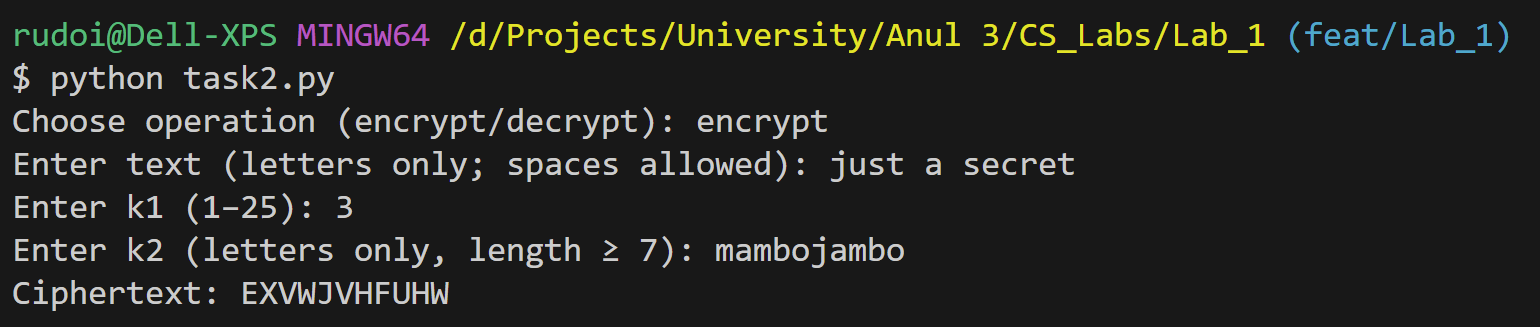 rudoi@Dell-XPS MINGW64 /d/Projects/University/Anul 3/CS_Labs/Lab_1 (feat/Lab_1)
$ python task2.py
Choose operation (encrypt/decrypt): encrypt
Enter text (letters only; spaces allowed): just a secret
Enter k1 (1–25): 3
Enter k2 (letters only, length ≥ 7): mambojambo
Ciphertext: EXVWJVHFUHW